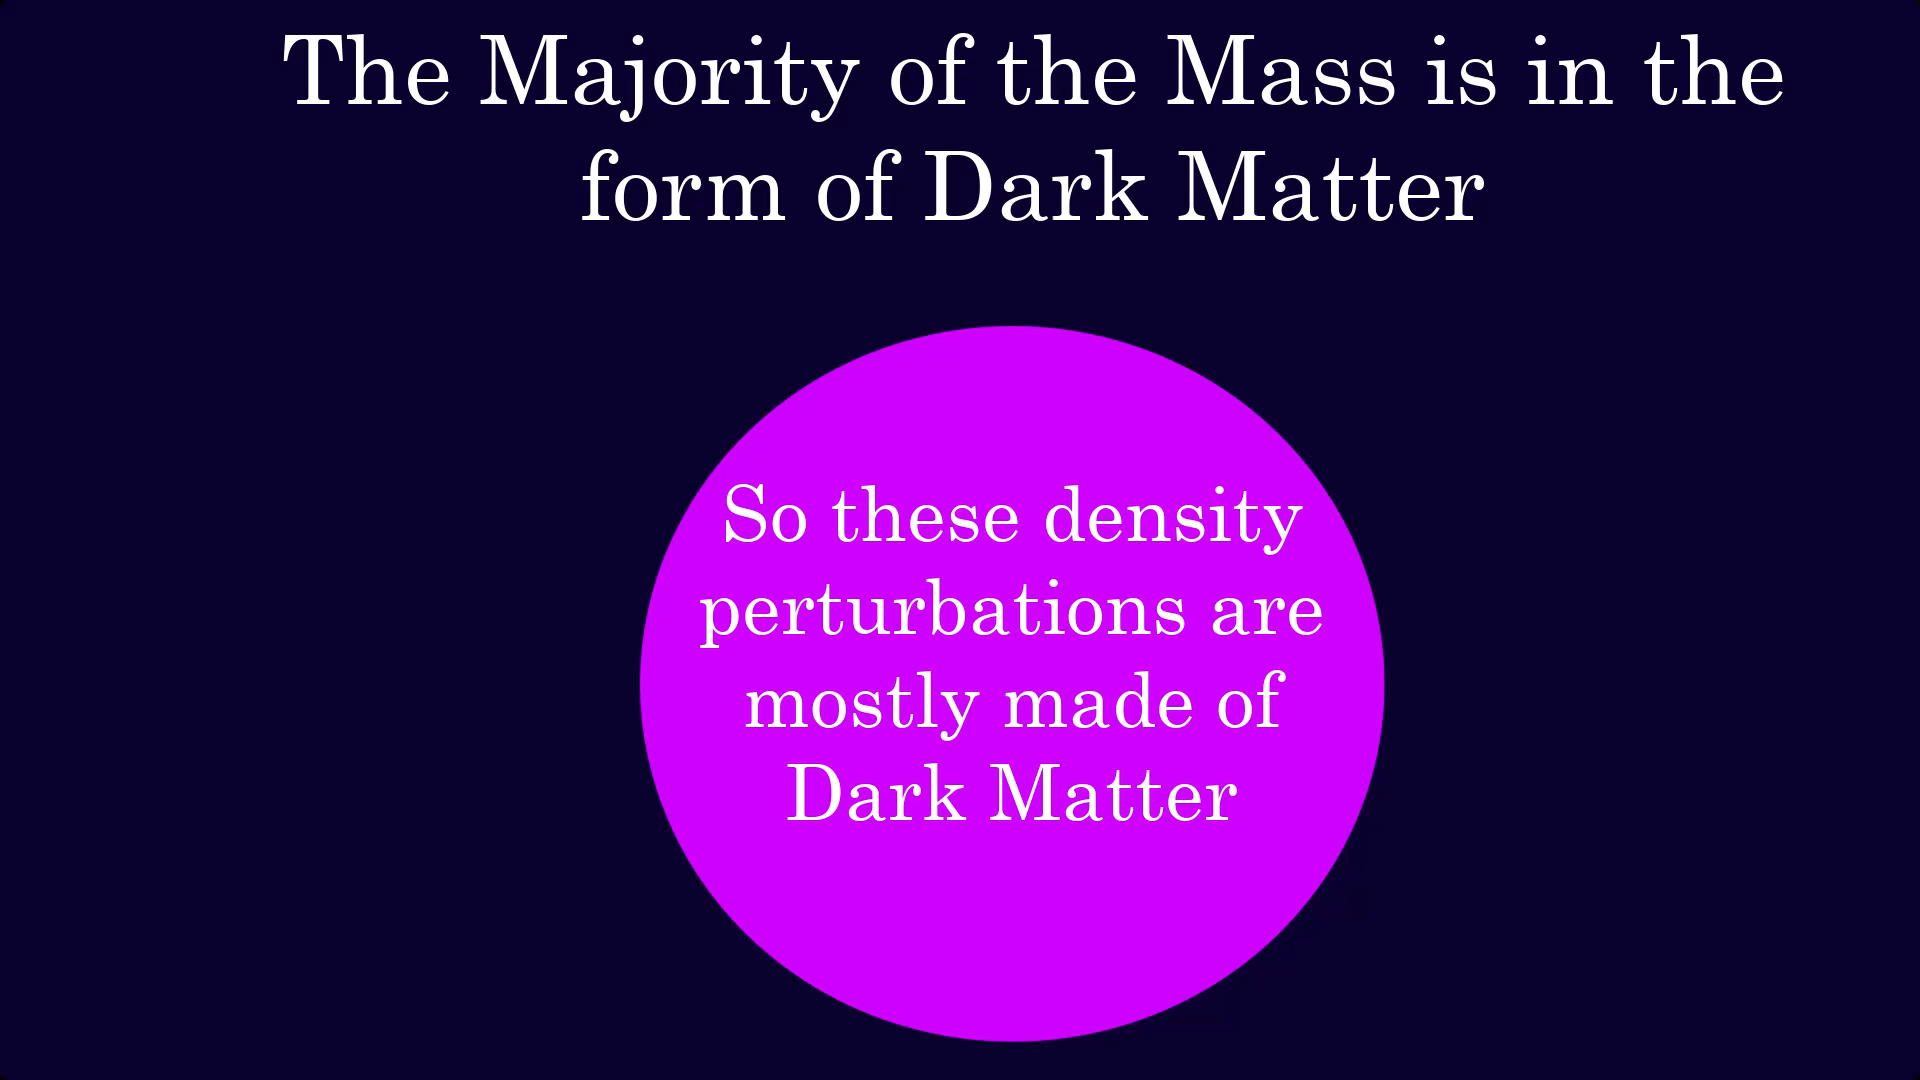 The Majority of the Mass is in the
form of Dark Matter
So these density
perturbations are
mostly made of
Dark Matter